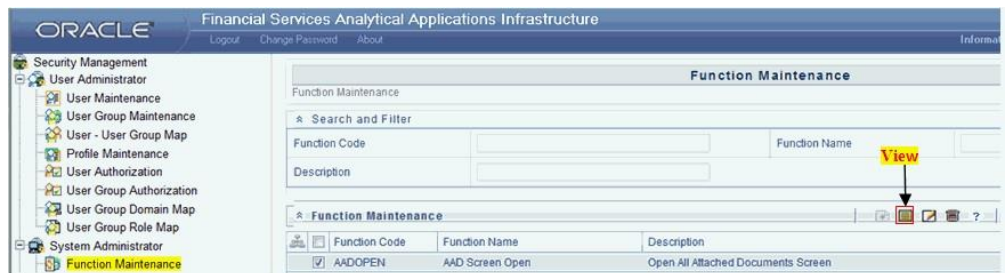 ORACLE®
Financial Services Analytical Applications Infrastructure
Logout Change Password About
Security Management
User Administrator
User Maintenance
User Group Maintenance
User - User Group Map
Profile Maintenance
User Authorization
User Group Authorization
User Group Domain Map
User Group Role Map
System Administrator
Function Maintenance
Function Maintenance
Function Maintenance
Search and Filter
Function Code Function Name
View
Description
Function Maintenance ?
Function Code Function Name Description
AADOPEN AAD Screen Open Open All Attached Documents Screen